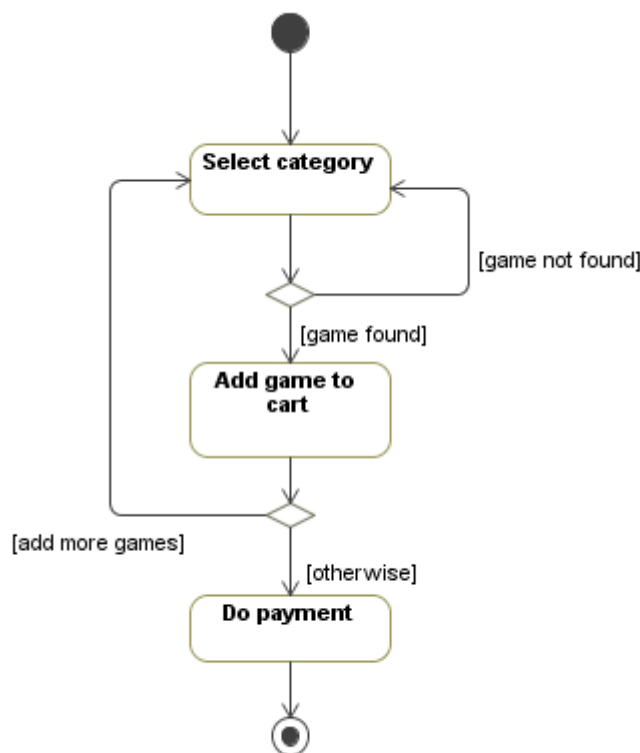 Select category
[game not found]
[game found]
Add game to
cart
[add more games]
[otherwise]
Do payment